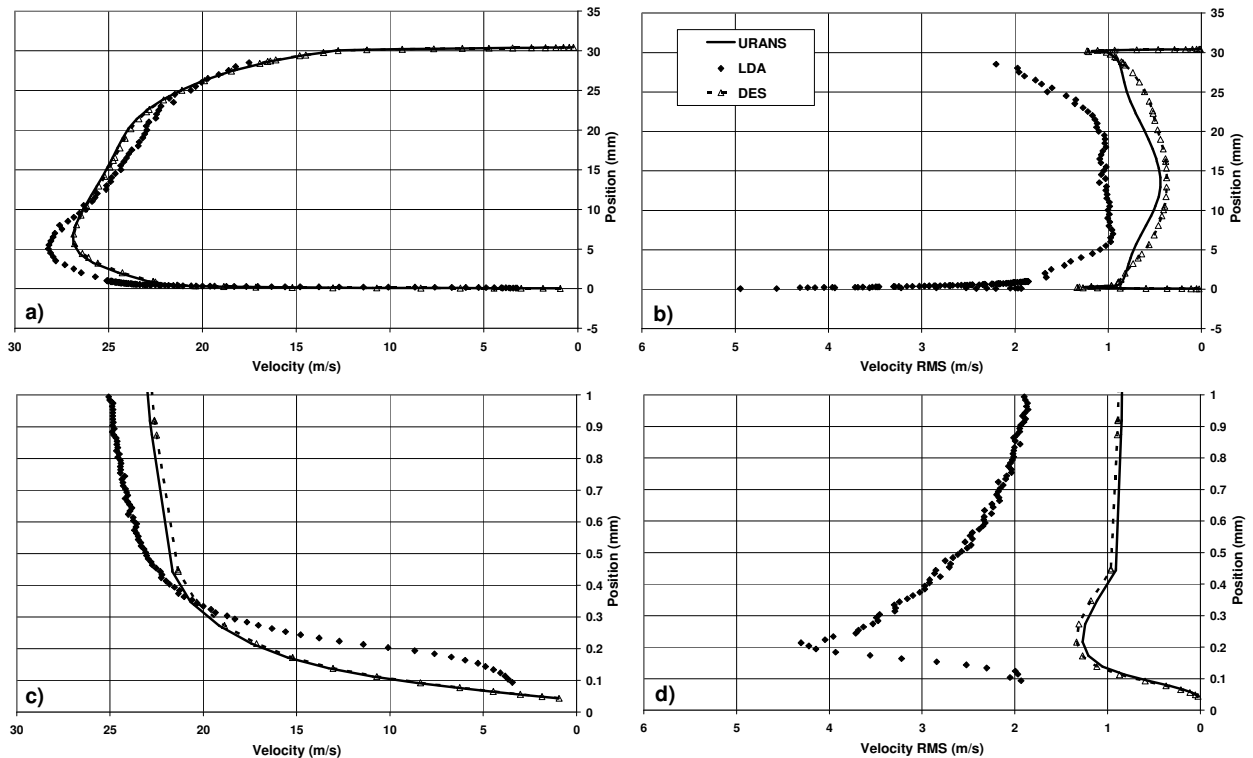 35
30
25
20
15
10
5
0
-5
Position (mm)
a)
30 25 20 15 10 5 0
Velocity (m/s)
URANS
LDA
DES
35
30
25
20
15
10
5
0
-5
Position (mm)
b)
6 5 4 3 2 1 0
Velocity RMS (m/s)
1
0.9
0.8
0.7
0.6
0.5
0.4
0.3
0.2
0.1
0
Position (mm)
c)
30 25 20 15 10 5 0
Velocity (m/s)
1
0.9
0.8
0.7
0.6
0.5
0.4
0.3
0.2
0.1
0
Position (mm)
d)
6 5 4 3 2 1 0
Velocity RMS (m/s)